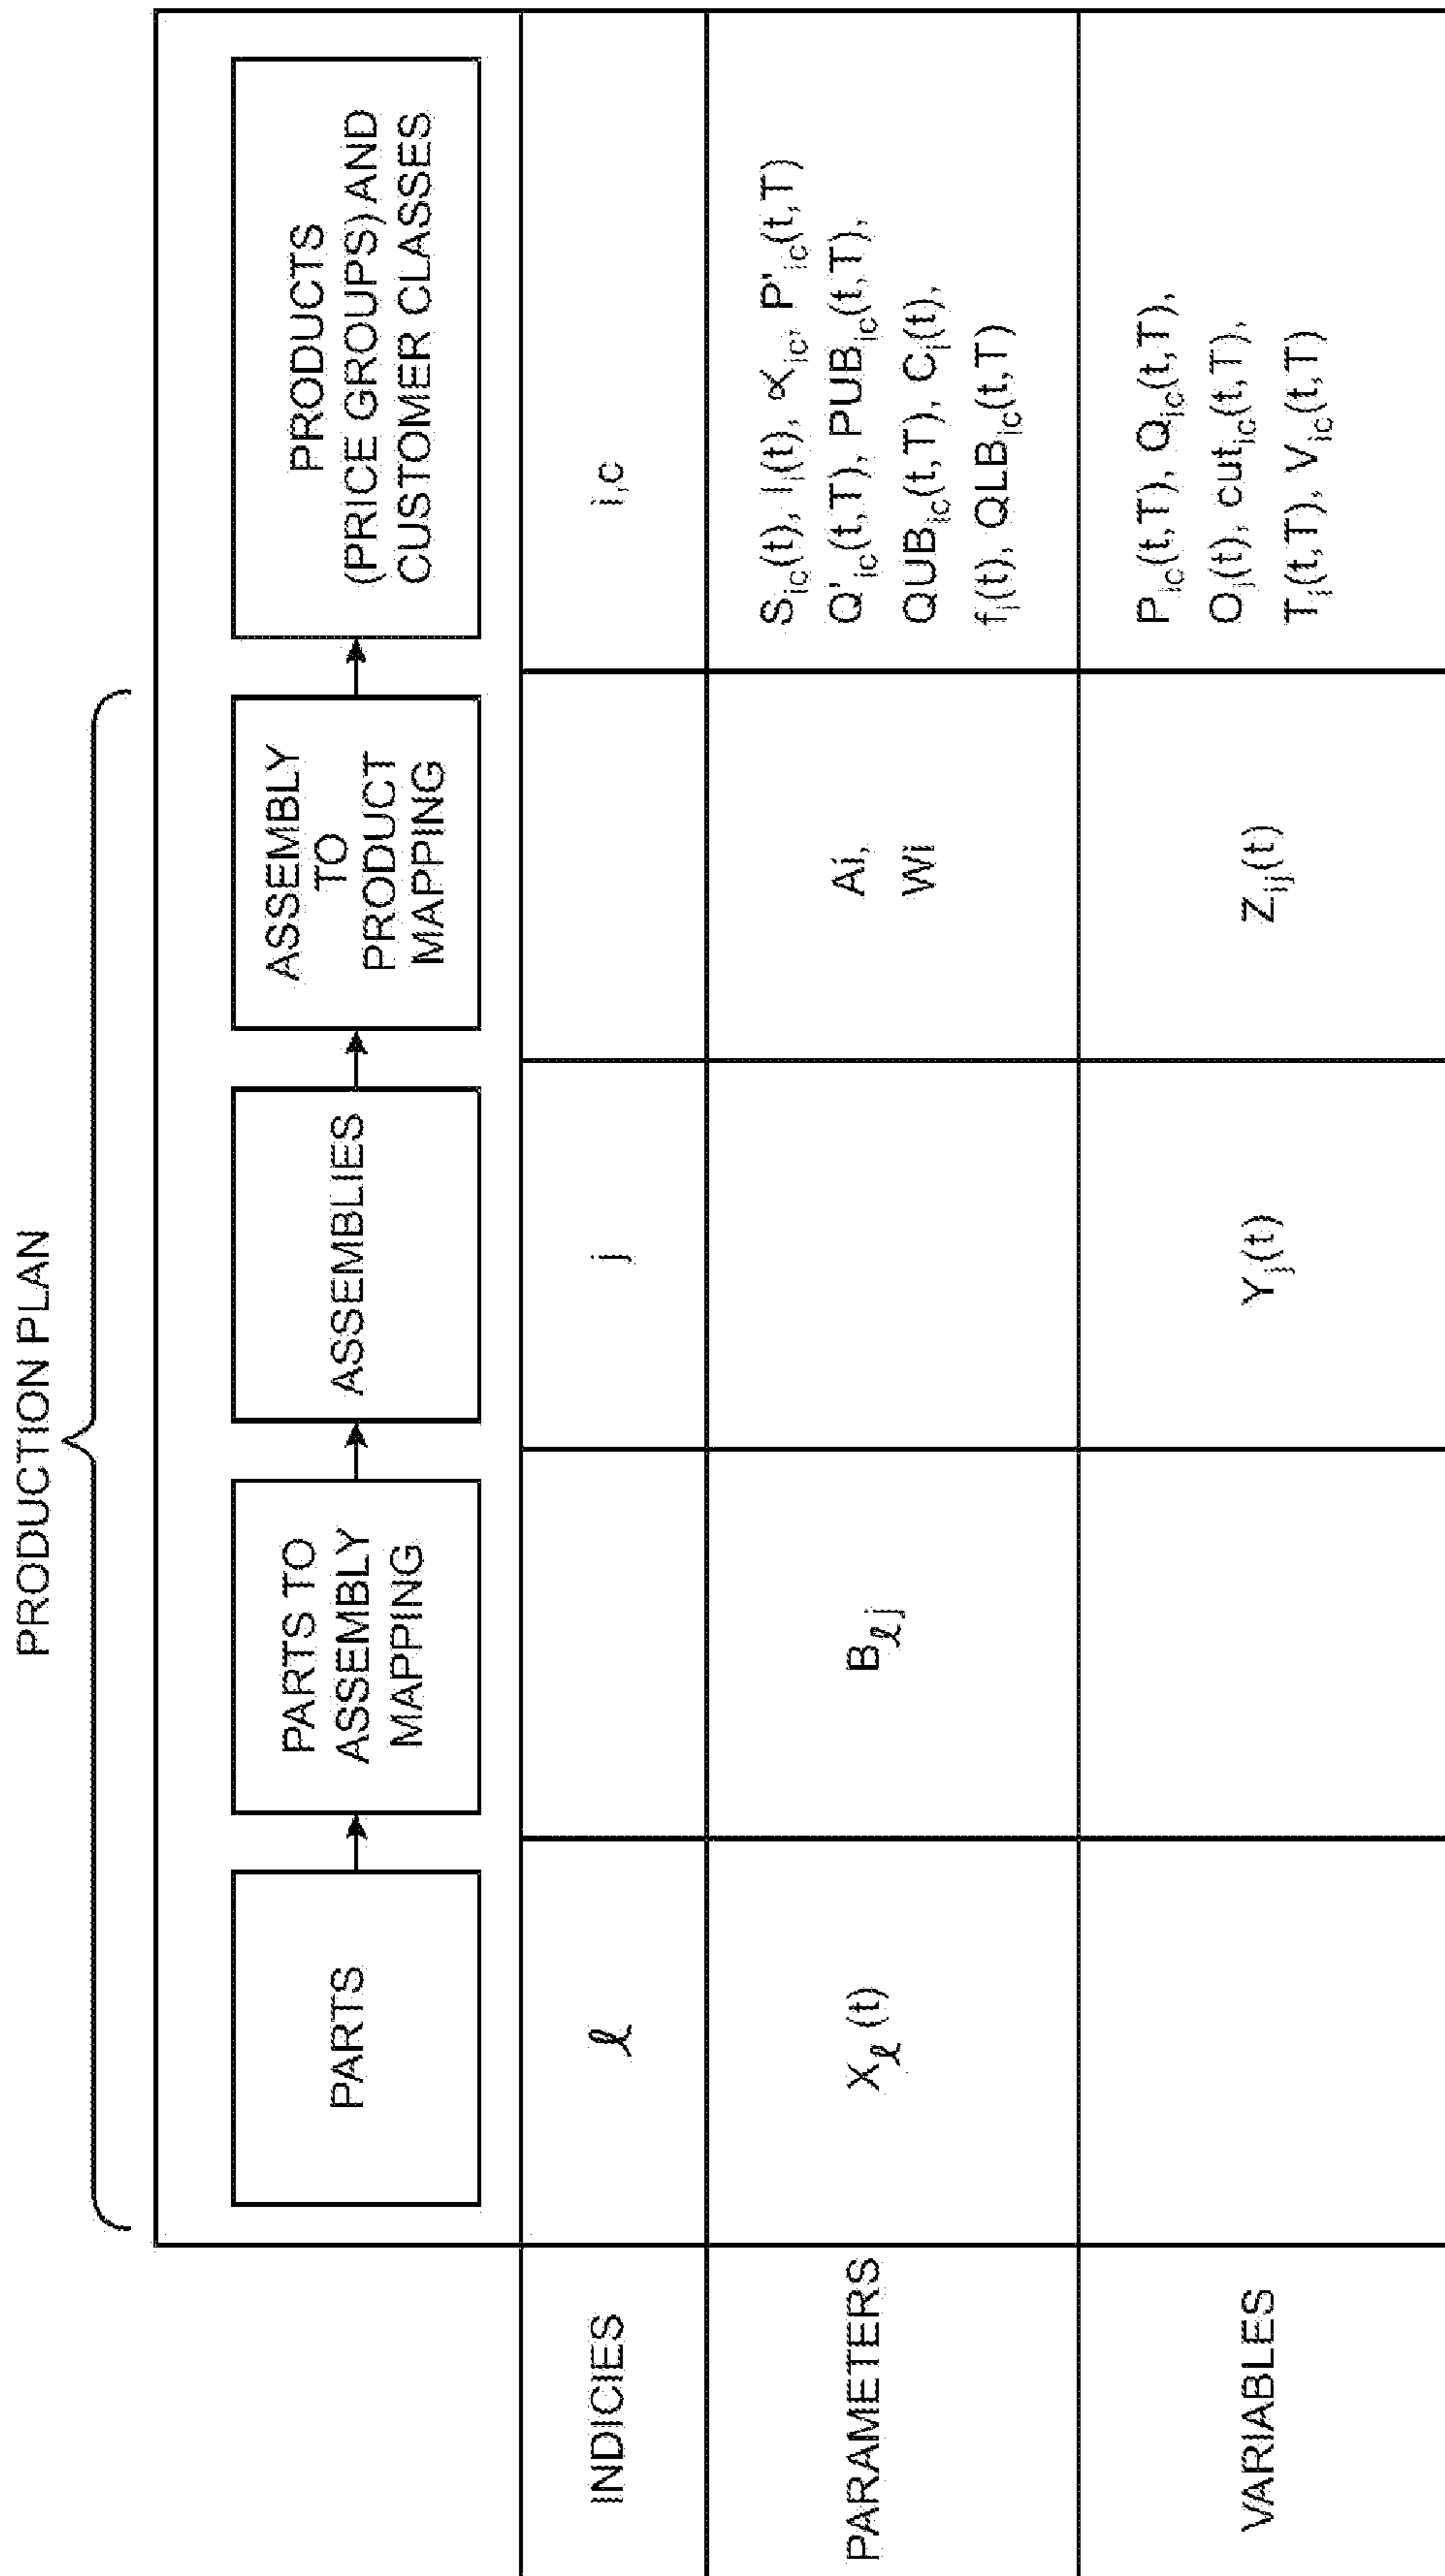 PRODUCTION PLAN
PARTS
PARTS TO
ASSEMBLY
MAPPING
ASSEMBLIES
ASSEMBLY
TO
PRODUCT
MAPPING
PRODUCTS
(PRICE GROUPS) AND
CUSTOMER CLASSES
INDICIES
ℓ
j
i,c
PARAMETERS
Xℓ (t)
Bℓj
Ai,
Wi
Sic(t), Ii(t), ∝ic, P'ic(t,T)
Q'ic(t,T), PUBic(t,T),
QUBic(t,T), Ci(t),
fi(t), QLBic(t,T)
VARIABLES
Yj(t)
Zij(t)
Pic(t,T), Qic(t,T),
Oi(t), cutic(t,T),
Ti(t,T), Vic(t,T)